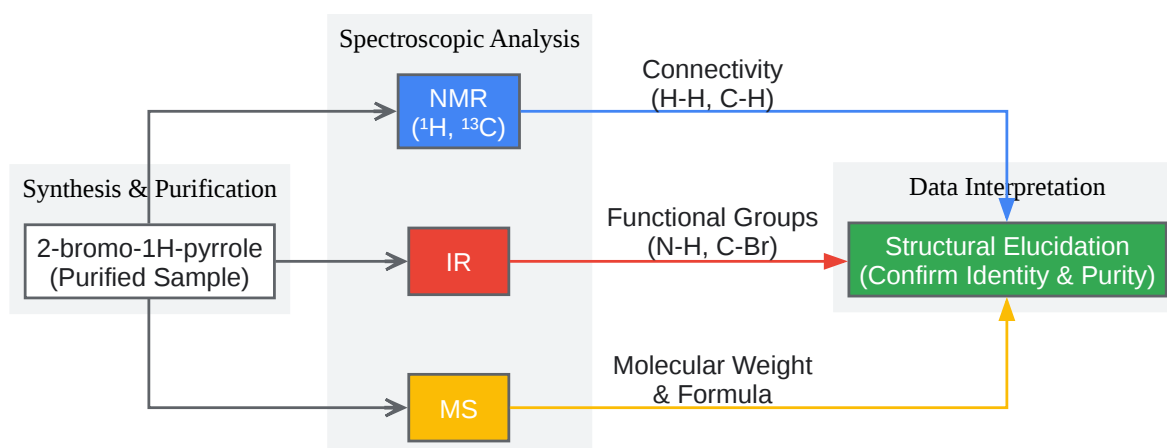 Spectroscopic Analysis
NMR
(¹H, ¹³C)
Connectivity
(H-H, C-H)
Synthesis & Purification
2-bromo-1H-pyrrole
(Purified Sample)
IR
Functional Groups
(N-H, C-Br)
Data Interpretation
Structural Elucidation
(Confirm Identity & Purity)
MS
Molecular Weight
& Formula